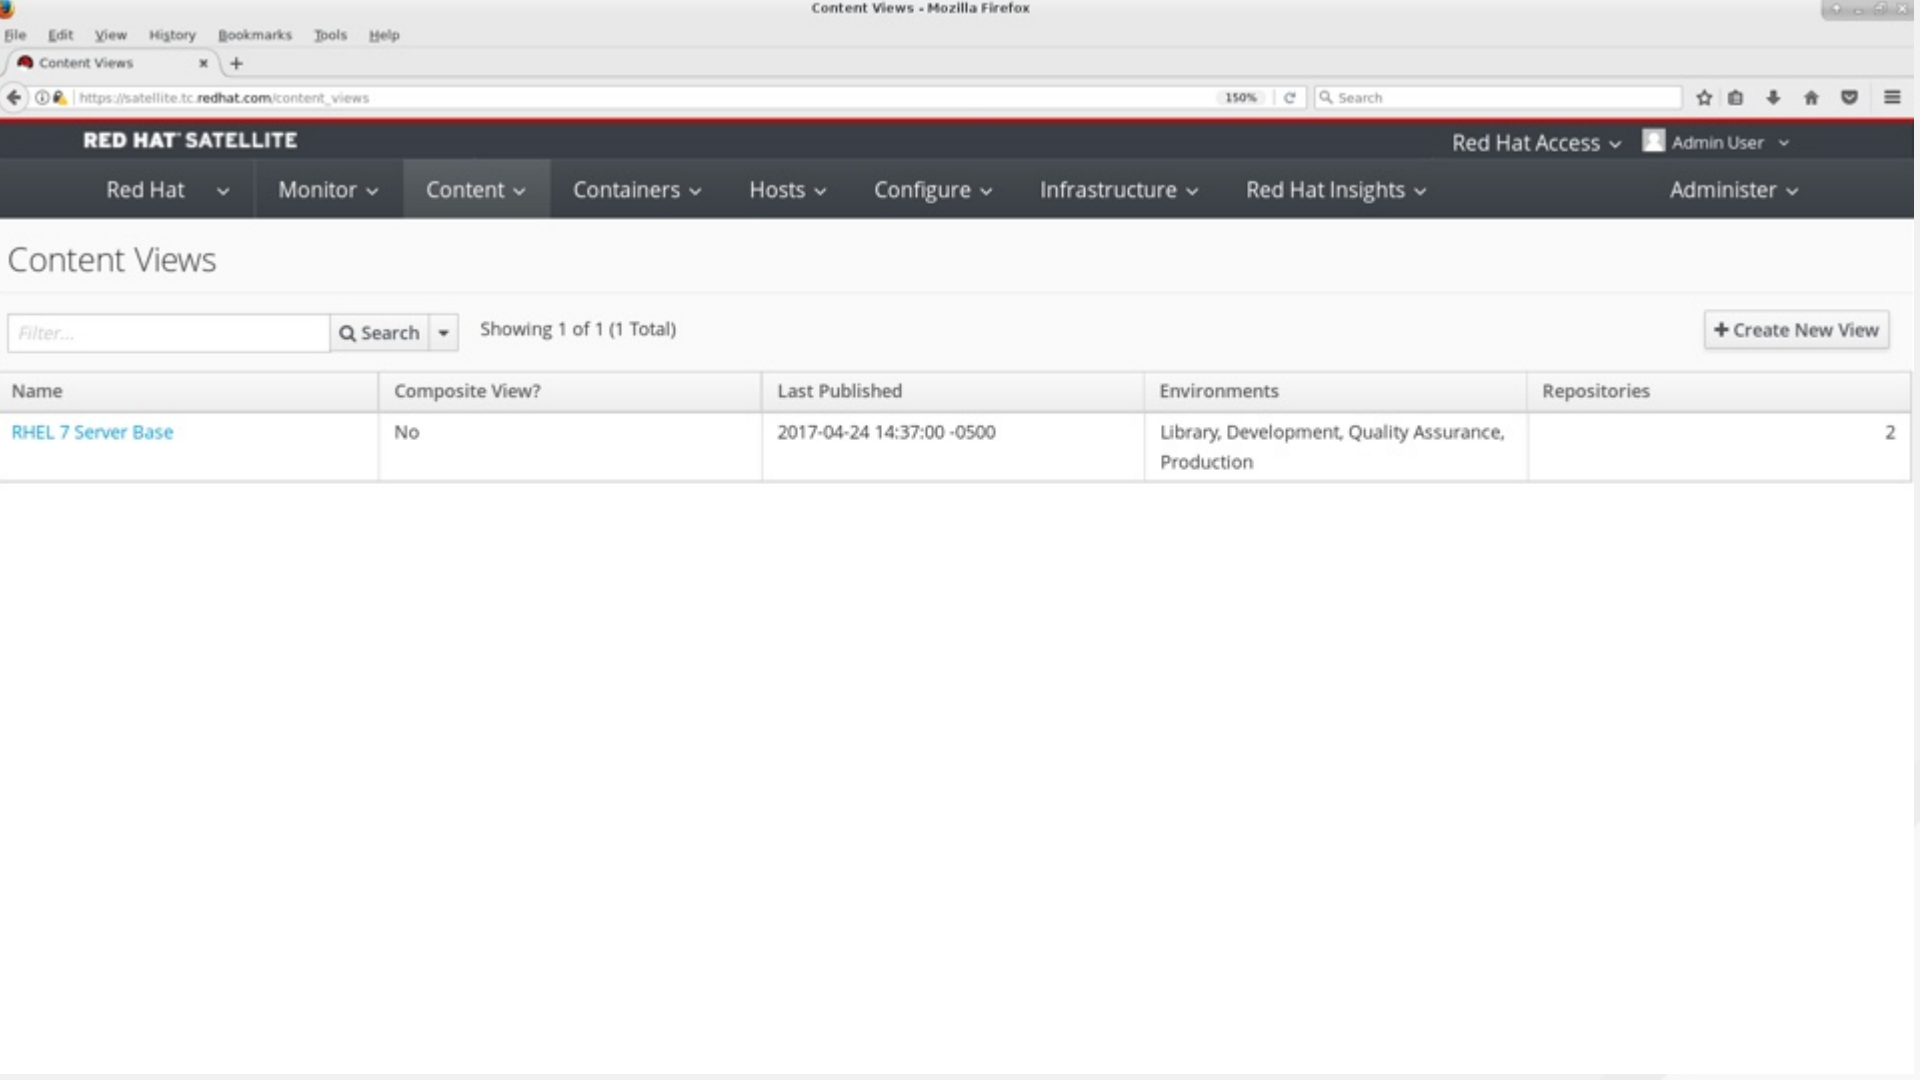 Content Views - Mozilla Firefox
File Edit View History Bookmarks Tools Help
Content Views
https://satellite.tc.redhat.com/content_views 150% Search
RED HAT SATELLITE Red Hat Access Admin User
Red Hat Monitor Content Containers Hosts Configure Infrastructure Red Hat Insights Administer
Content Views
Filter... Search Showing 1 of 1 (1 Total) + Create New View
Name Composite View? Last Published Environments Repositories
RHEL 7 Server Base No 2017-04-24 14:37:00 -0500 Library, Development, Quality Assurance, 2
Production